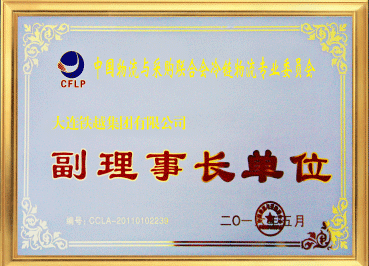 中国物流与采购联合会冷链物流专业委员会
CFLP
大连铁越集团有限公司
副理事长单位
编号:CCLA-20110102239
二〇一 年五月